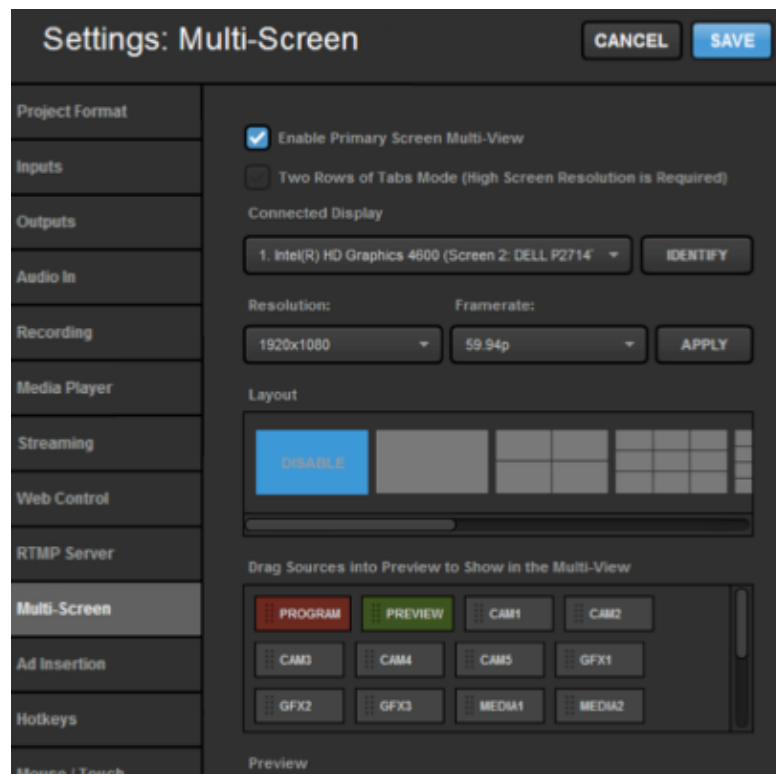 Settings: Multi-Screen
CANCEL
SAVE
Project Format
Inputs
Outputs
Audio In
Recording
Media Player
Streaming
Web Control
RTMP Server
Multi-Screen
Ad Insertion
Hotkeys
Mouse / Touch
Enable Primary Screen Multi-View
Two Rows of Tabs Mode (High Screen Resolution is Required)
Connected Display
1. Intel(R) HD Graphics 4600 (Screen 2: DELL P2714
IDENTIFY
Resolution:
Framerate:
1920x1080
59.94p
APPLY
Layout
DISABLE
Drag Sources into Preview to Show in the Multi-View
PROGRAM
PREVIEW
CAM1
CAM2
CAM3
CAM4
CAM5
GFX1
GFX2
GFX3
MEDIA1
MEDIA2
Preview